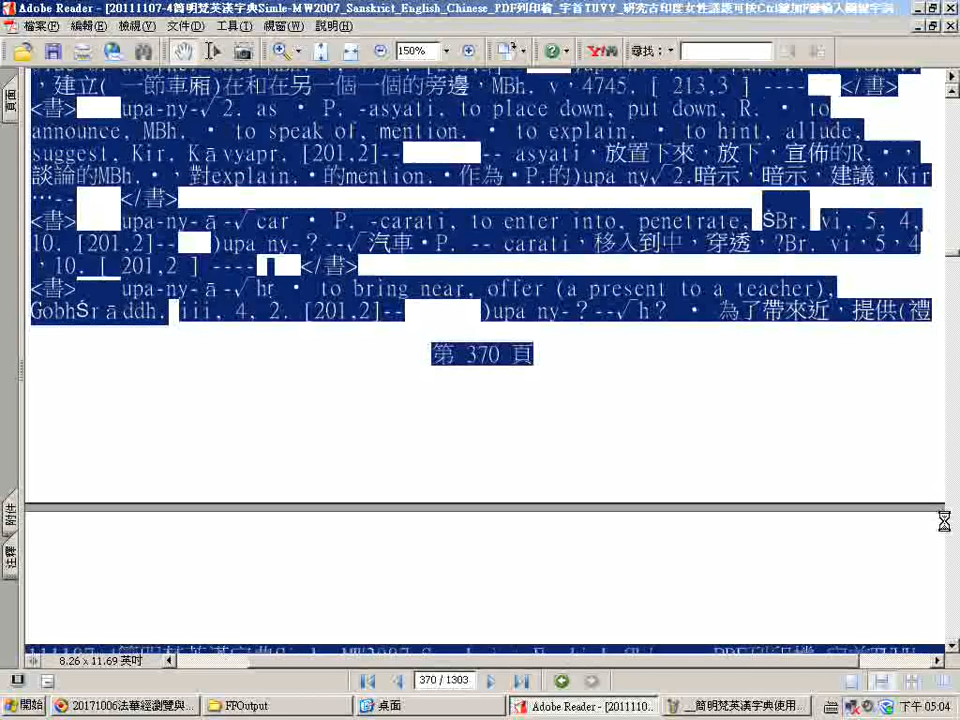 Adobe Reader - [20111107-4簡明梵英漢字典Simle-MW2007_Sanskrict_English_Chinese_PDF列印檔_字首TUVY_研究古印度女性議題可按Ctrl鍵加F鍵輸入關鍵字詞
檔案(F) 編輯(E) 檢視(V) 文件(D) 工具(T) 視窗(W) 說明(H)
150% 尋找：
頁面
，建立( 一節車廂)在和在另一個一個的旁邊，MBh. v，4745. [ 213,3 ] ---- </書>
<書> upa-ny-√2. as • P. -asyati, to place down, put down, R. • to
announce, MBh. • to speak of, mention. • to explain. • to hint, allude,
suggest, Kir. Kāvyapr. [201,2]-- -- asyati，放置下來，放下，宣佈的R.•，
談論的MBh.•，對explain.•的mention.•作為•P.的)upa ny√2.暗示，暗示，建議，Kir
…-- </書>
<書> upa-ny-ā-√car • P. -carati, to enter into, penetrate, ŚBr. vi, 5, 4,
10. [201,2]-- )upa ny-？--√汽車•P. -- carati，移入到中，穿透，?Br. vi，5，4
，10. [ 201,2 ] ---- </書>
<書> upa-ny-ā-√hṛ • to bring near, offer (a present to a teacher),
GobhŚrāddh. iii, 4, 2. [201,2]-- )upa ny-？--√h？ • 為了帶來近，提供(禮
第 370 頁
附件
注釋
8.26 x 11.69 英吋
370 / 1303
開始 20171006法華經瀏覽與... FFOutput 桌面 Adobe Reader - [2011110... __簡明梵英漢字典使用... 下午 05:04